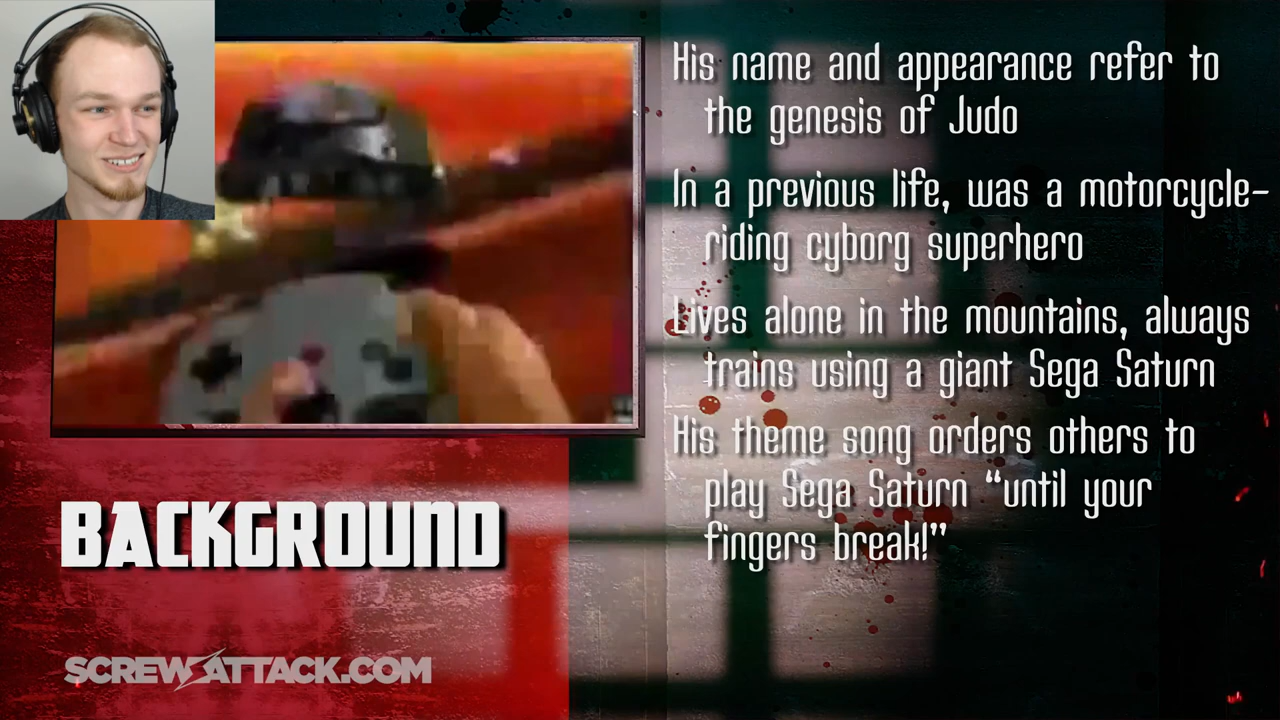 His name and appearance refer to
the genesis of Judo
In a previous life, was a motorcycle-
riding cyborg superhero
Lives alone in the mountains, always
trains using a giant Sega Saturn
His theme song orders others to
play Sega Saturn “until your
fingers break!”
BACKGROUND
SCREWATTACK.COM